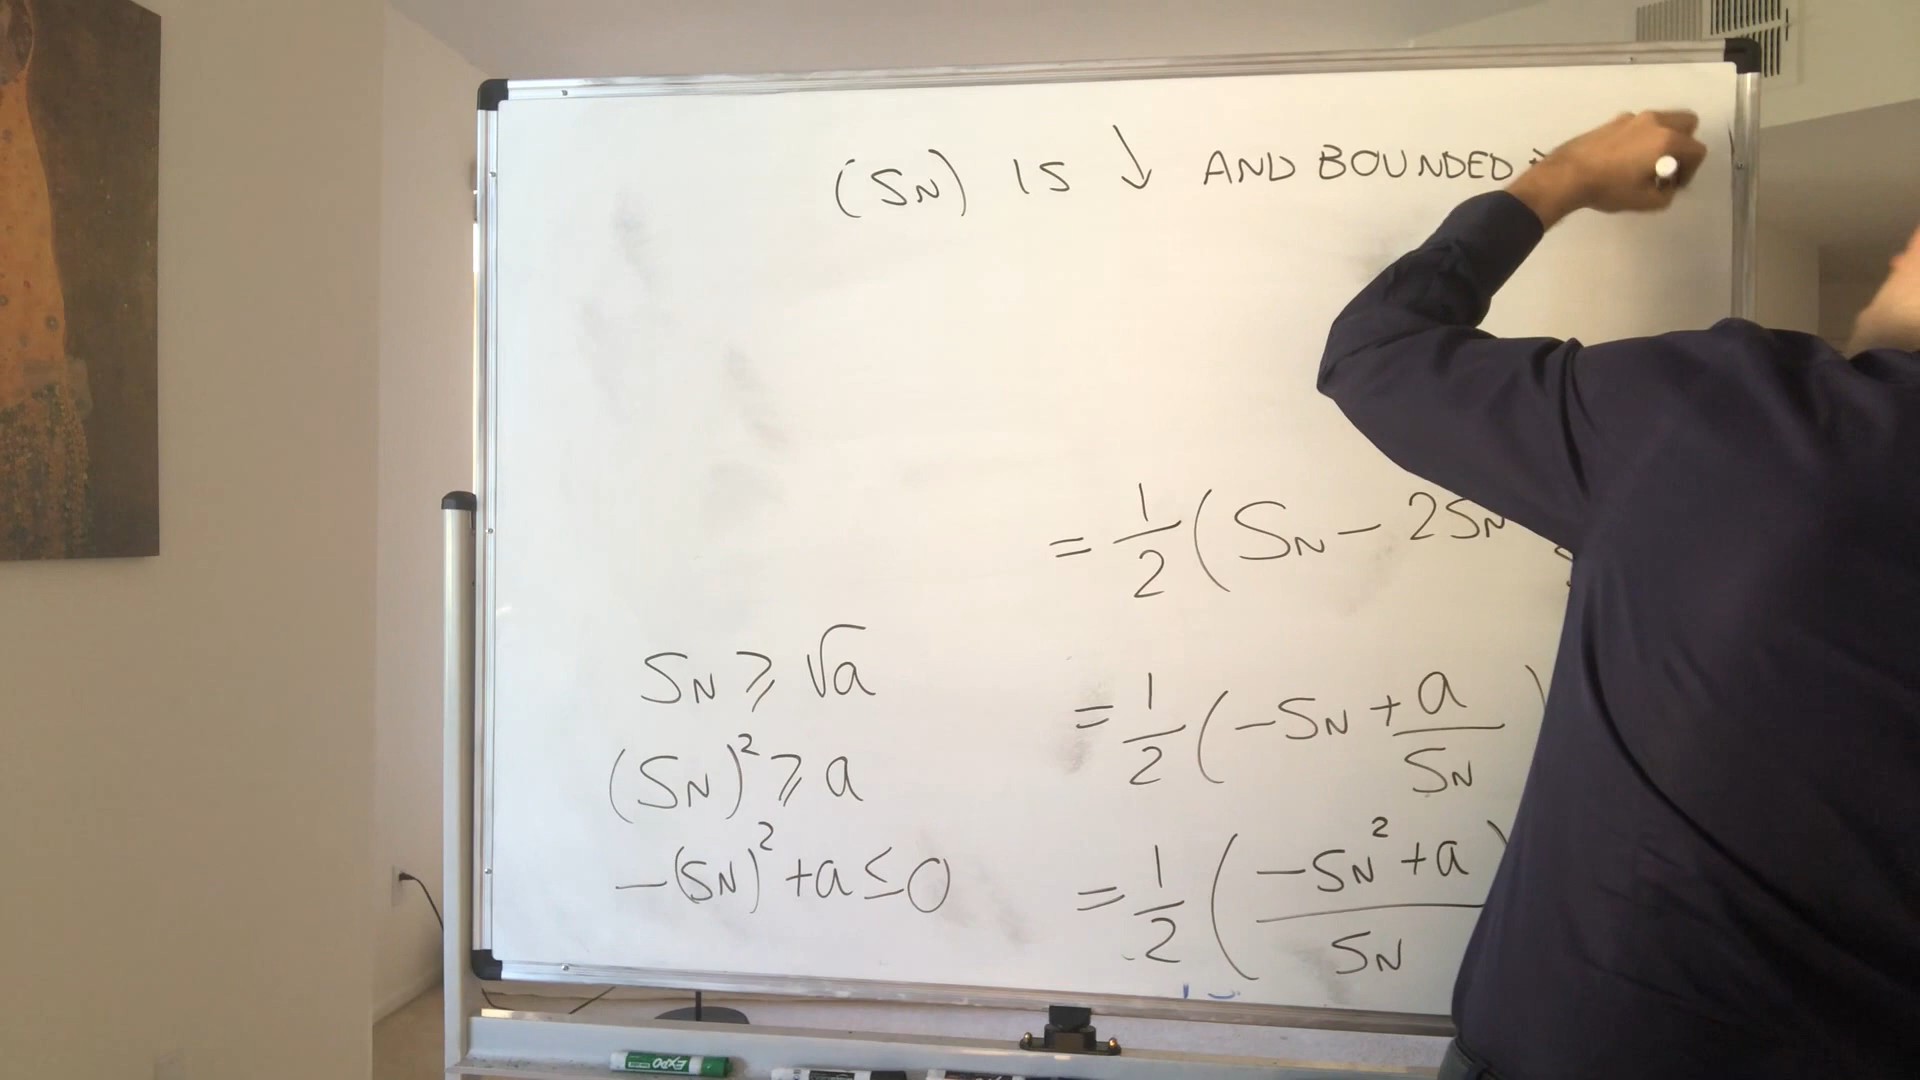 (SN) IS ↓ AND BOUNDED
= 1/2 (SN − 2SN
SN ≥ √a
(SN)² ≥ a
−(SN)² + a ≤ 0
= 1/2 (−SN + a/SN)
= 1/2 ((−SN² + a)/SN)
EXPO